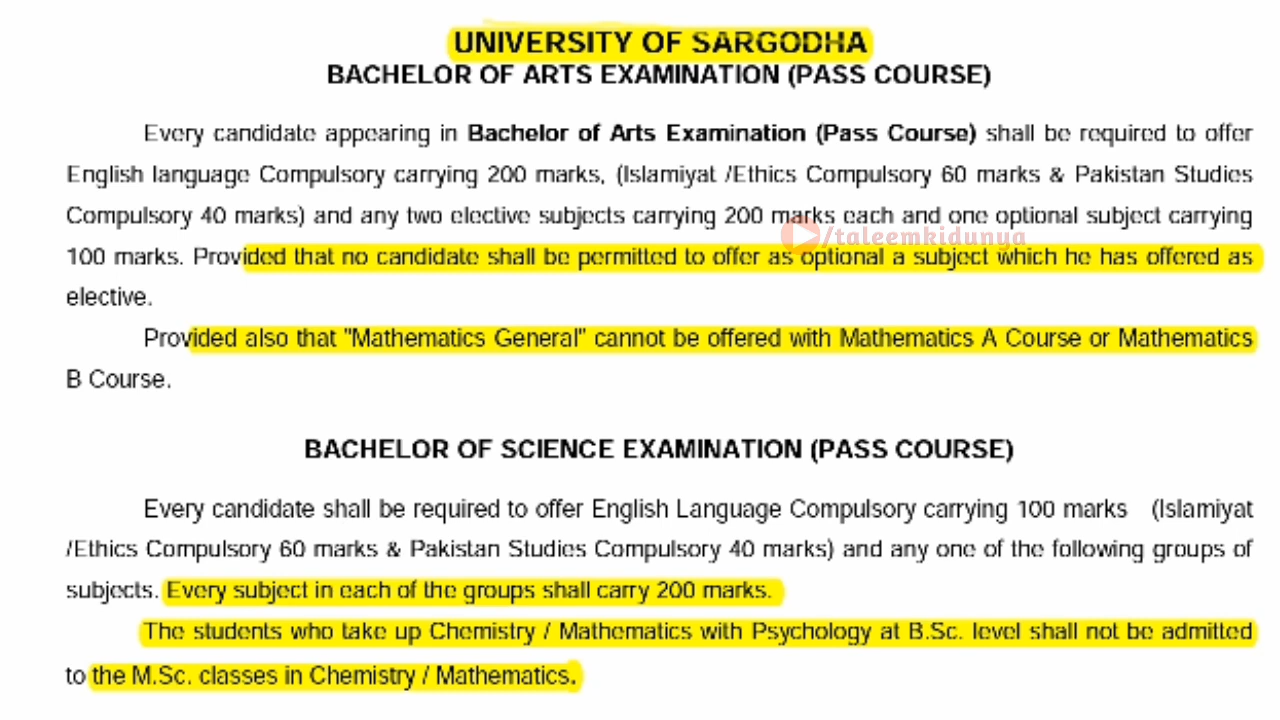 UNIVERSITY OF SARGODHA
BACHELOR OF ARTS EXAMINATION (PASS COURSE)
Every candidate appearing in Bachelor of Arts Examination (Pass Course) shall be required to offer
English language Compulsory carrying 200 marks, (Islamiyat /Ethics Compulsory 60 marks & Pakistan Studies
Compulsory 40 marks) and any two elective subjects carrying 200 marks each and one optional subject carrying
/taleemkidunya
100 marks. Provided that no candidate shall be permitted to offer as optional a subject which he has offered as
elective.
Provided also that "Mathematics General" cannot be offered with Mathematics A Course or Mathematics
B Course.
BACHELOR OF SCIENCE EXAMINATION (PASS COURSE)
Every candidate shall be required to offer English Language Compulsory carrying 100 marks (Islamiyat
/Ethics Compulsory 60 marks & Pakistan Studies Compulsory 40 marks) and any one of the following groups of
subjects. Every subject in each of the groups shall carry 200 marks.
The students who take up Chemistry / Mathematics with Psychology at B.Sc. level shall not be admitted
to the M.Sc. classes in Chemistry / Mathematics.